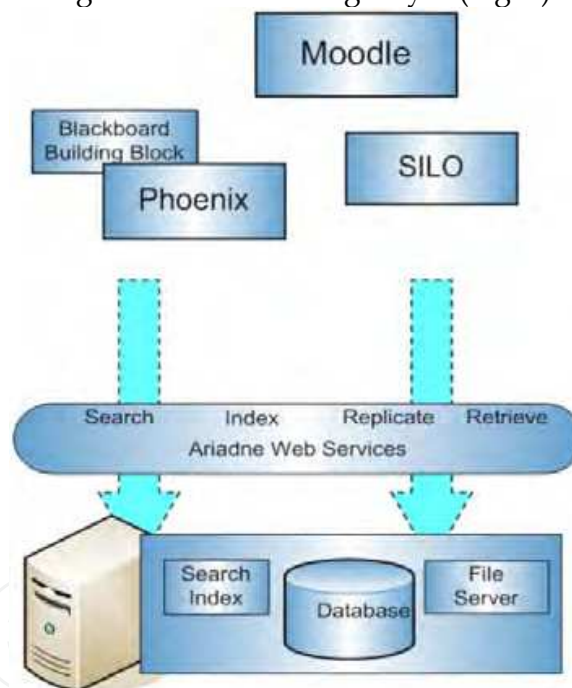 Moodle
Blackboard
Building Block
Phoenix
SILO
Search Index Replicate Retrieve
Ariadne Web Services
Search
Index
Database
File
Server